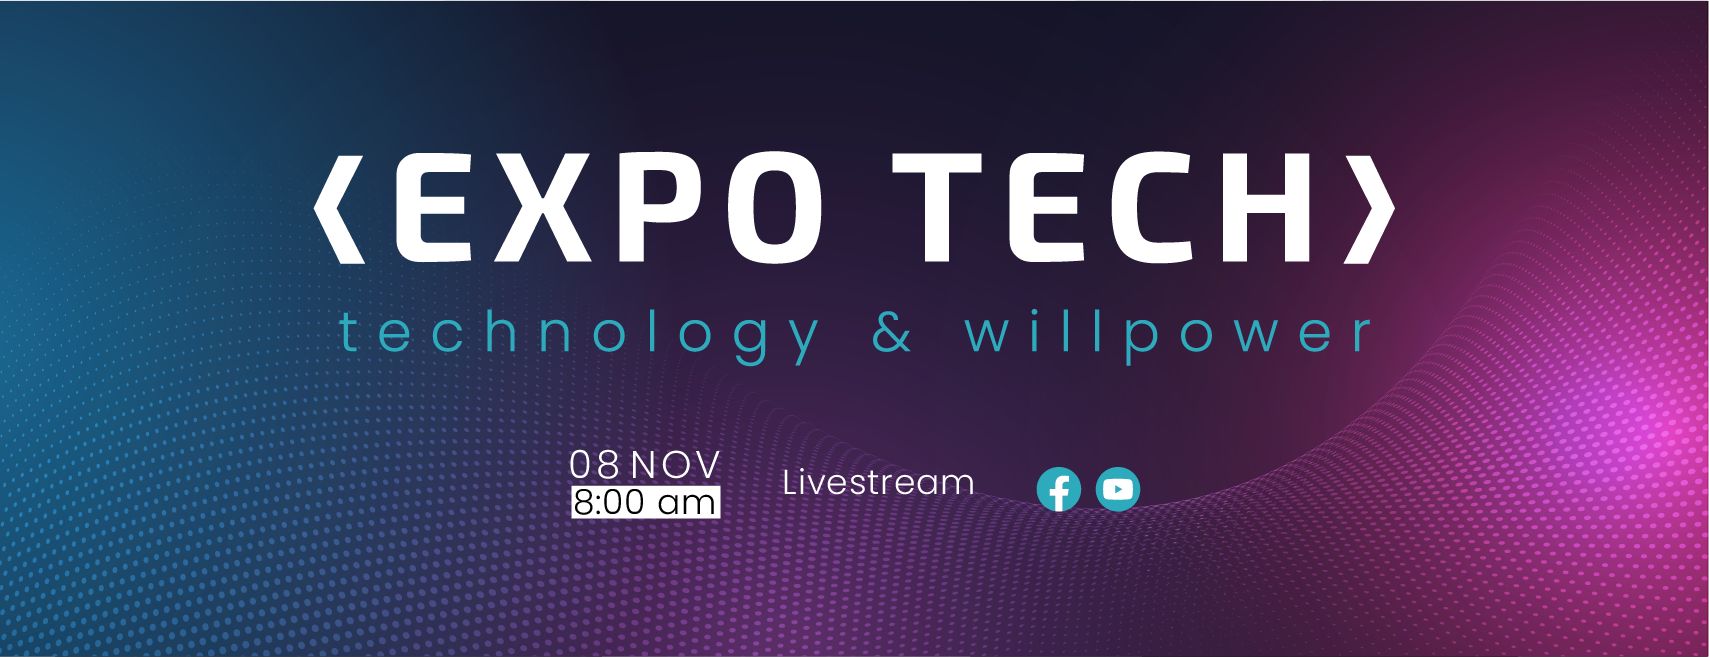 ‹EXPO TECH›
technology & willpower
08 NOV
8:00 am
Livestream